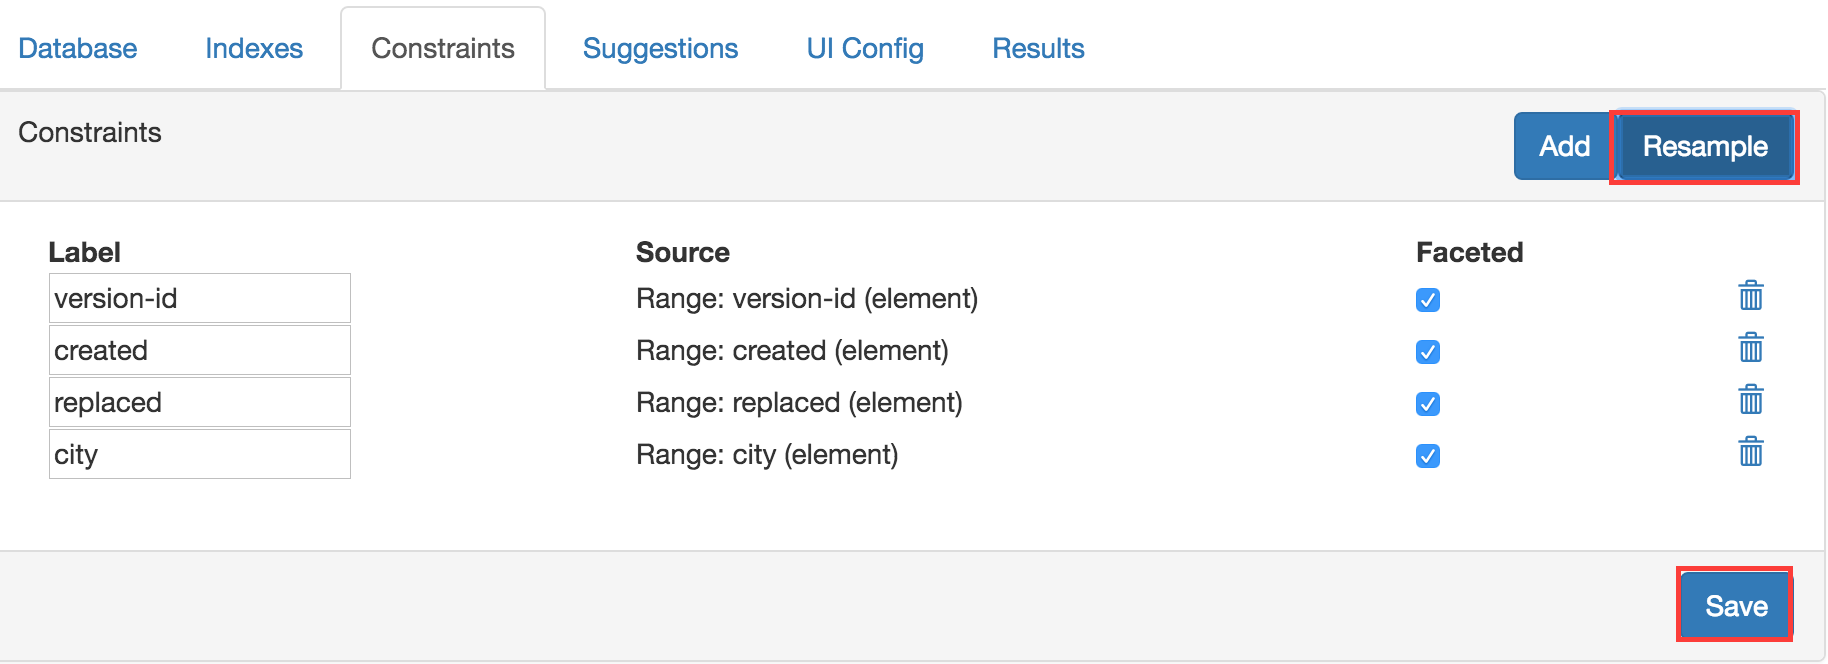 Database Indexes Constraints Suggestions UI Config Results
Constraints Add Resample
Label Source Faceted
version-id Range: version-id (element)
created Range: created (element)
replaced Range: replaced (element)
city Range: city (element)
Save